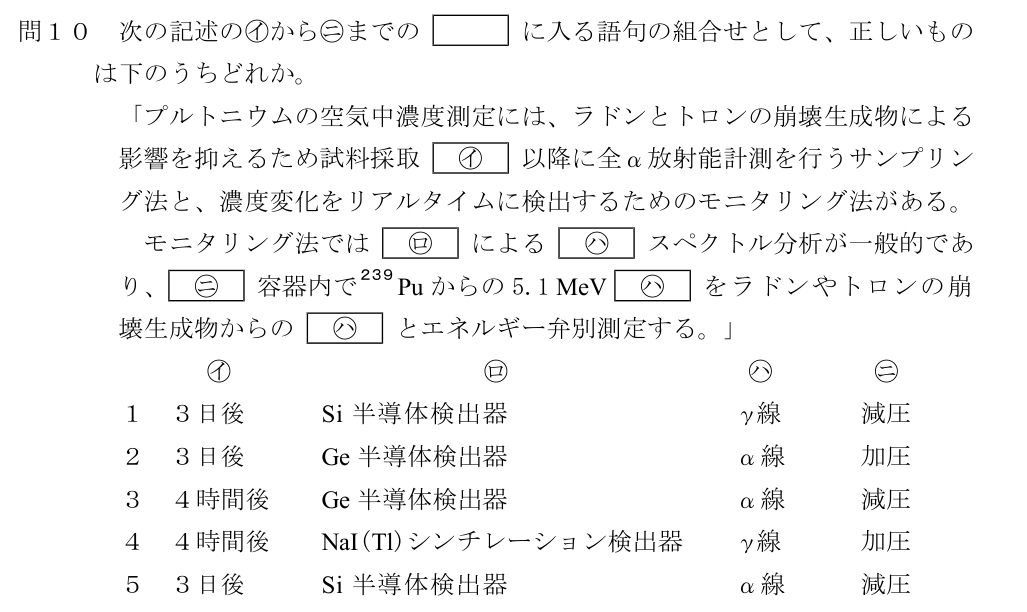 問１０　次の記述の㋑から㋥までの　　　に入る語句の組合せとして、正しいもの
は下のうちどれか。
「プルトニウムの空気中濃度測定には、ラドンとトロンの崩壊生成物による
影響を抑えるため試料採取 ㋑ 以降に全α放射能計測を行うサンプリン
グ法と、濃度変化をリアルタイムに検出するためのモニタリング法がある。
モニタリング法では ㋺ による ㋩ スペクトル分析が一般的であ
り、 ㋥ 容器内で²³⁹Puからの5.1 MeV ㋩ をラドンやトロンの崩
壊生成物からの ㋩ とエネルギー弁別測定する。」
㋑　㋺　㋩　㋥
１　３日後　Si 半導体検出器　γ線　減圧
２　３日後　Ge 半導体検出器　α線　加圧
３　４時間後　Ge 半導体検出器　α線　減圧
４　４時間後　NaI(Tl)シンチレーション検出器　γ線　加圧
５　３日後　Si 半導体検出器　α線　減圧